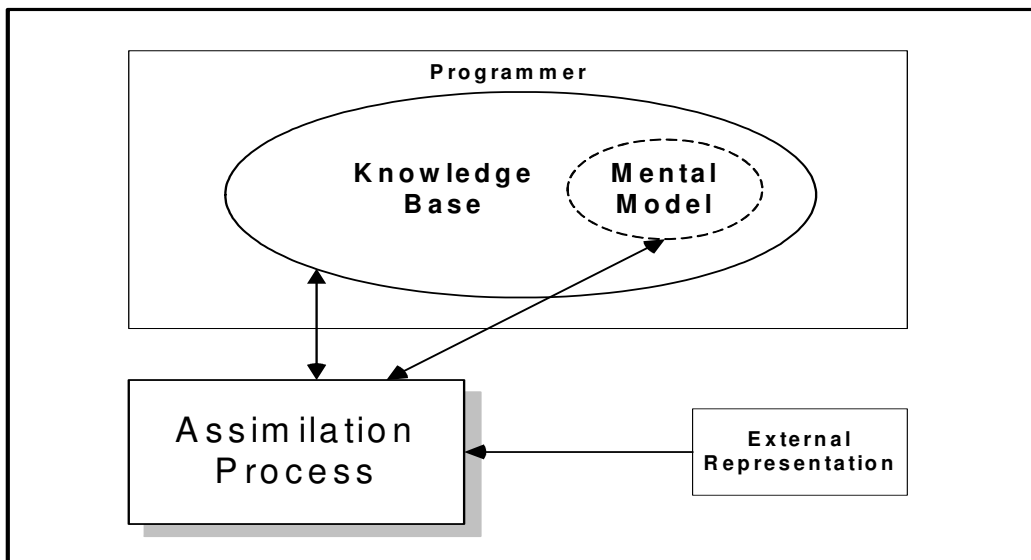 Programmer
Knowledge
Base
Mental
Model
Assimilation
Process
External
Representation